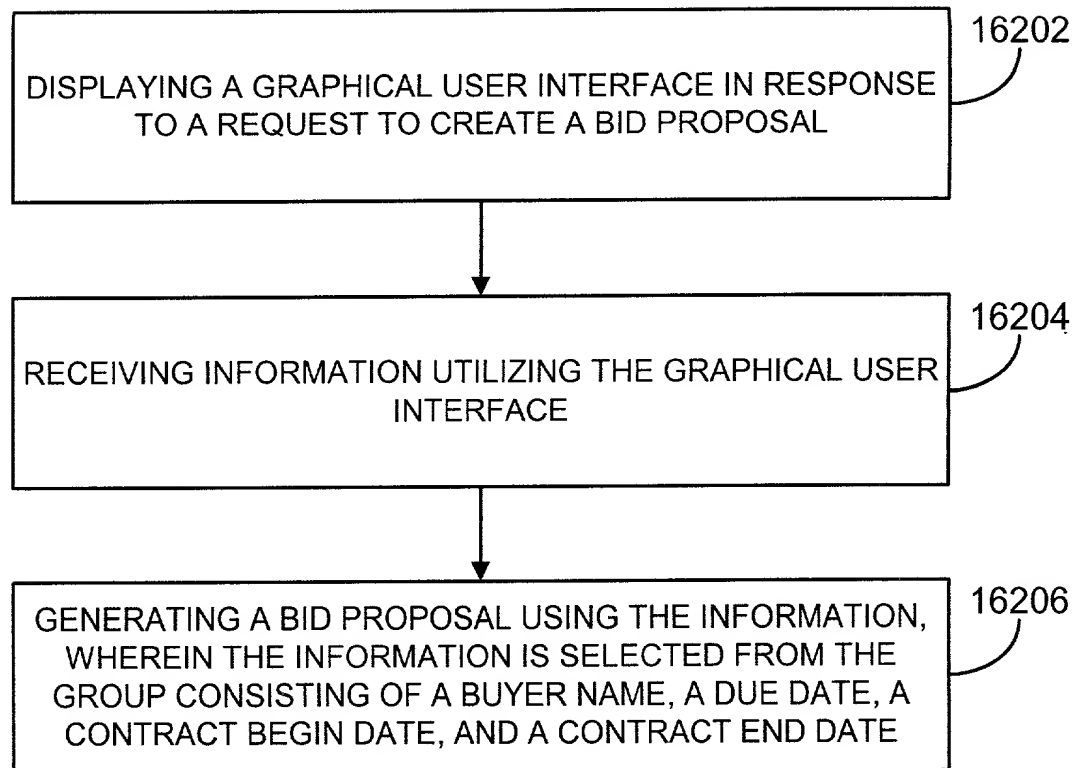 16202
DISPLAYING A GRAPHICAL USER INTERFACE IN RESPONSE
TO A REQUEST TO CREATE A BID PROPOSAL
16204
RECEIVING INFORMATION UTILIZING THE GRAPHICAL USER
INTERFACE
16206
GENERATING A BID PROPOSAL USING THE INFORMATION,
WHEREIN THE INFORMATION IS SELECTED FROM THE
GROUP CONSISTING OF A BUYER NAME, A DUE DATE, A
CONTRACT BEGIN DATE, AND A CONTRACT END DATE